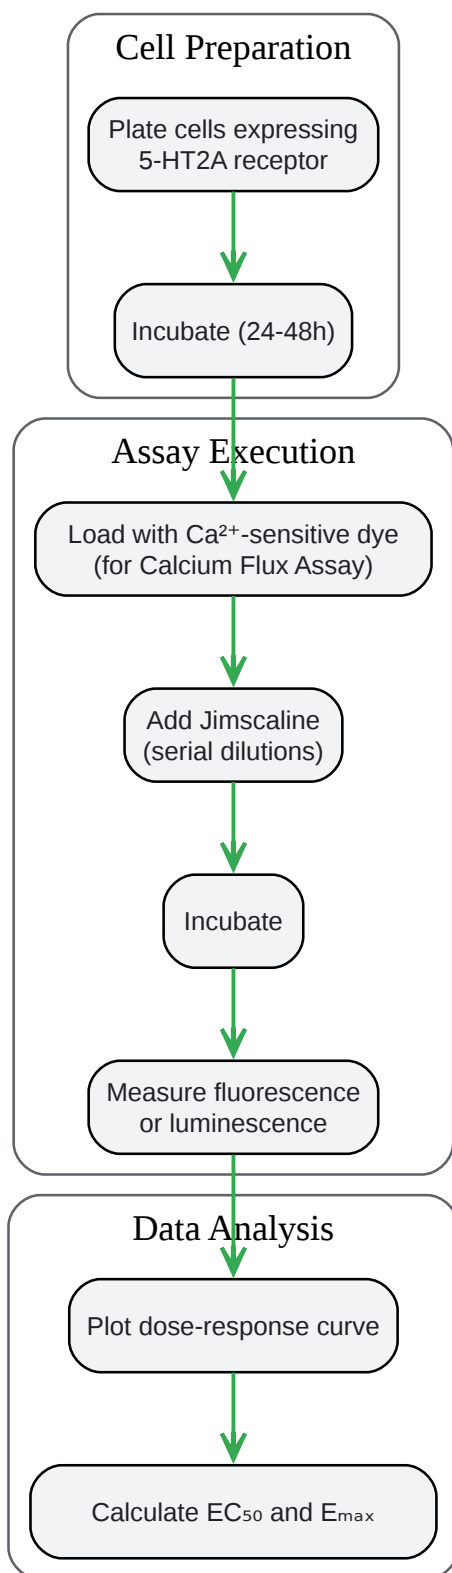 Cell Preparation
Plate cells expressing
5-HT2A receptor
Incubate (24-48h)
Assay Execution
Load with Ca²⁺-sensitive dye
(for Calcium Flux Assay)
Add Jimscaline
(serial dilutions)
Incubate
Measure fluorescence
or luminescence
Data Analysis
Plot dose-response curve
Calculate EC₅₀ and Eₘₐₓ